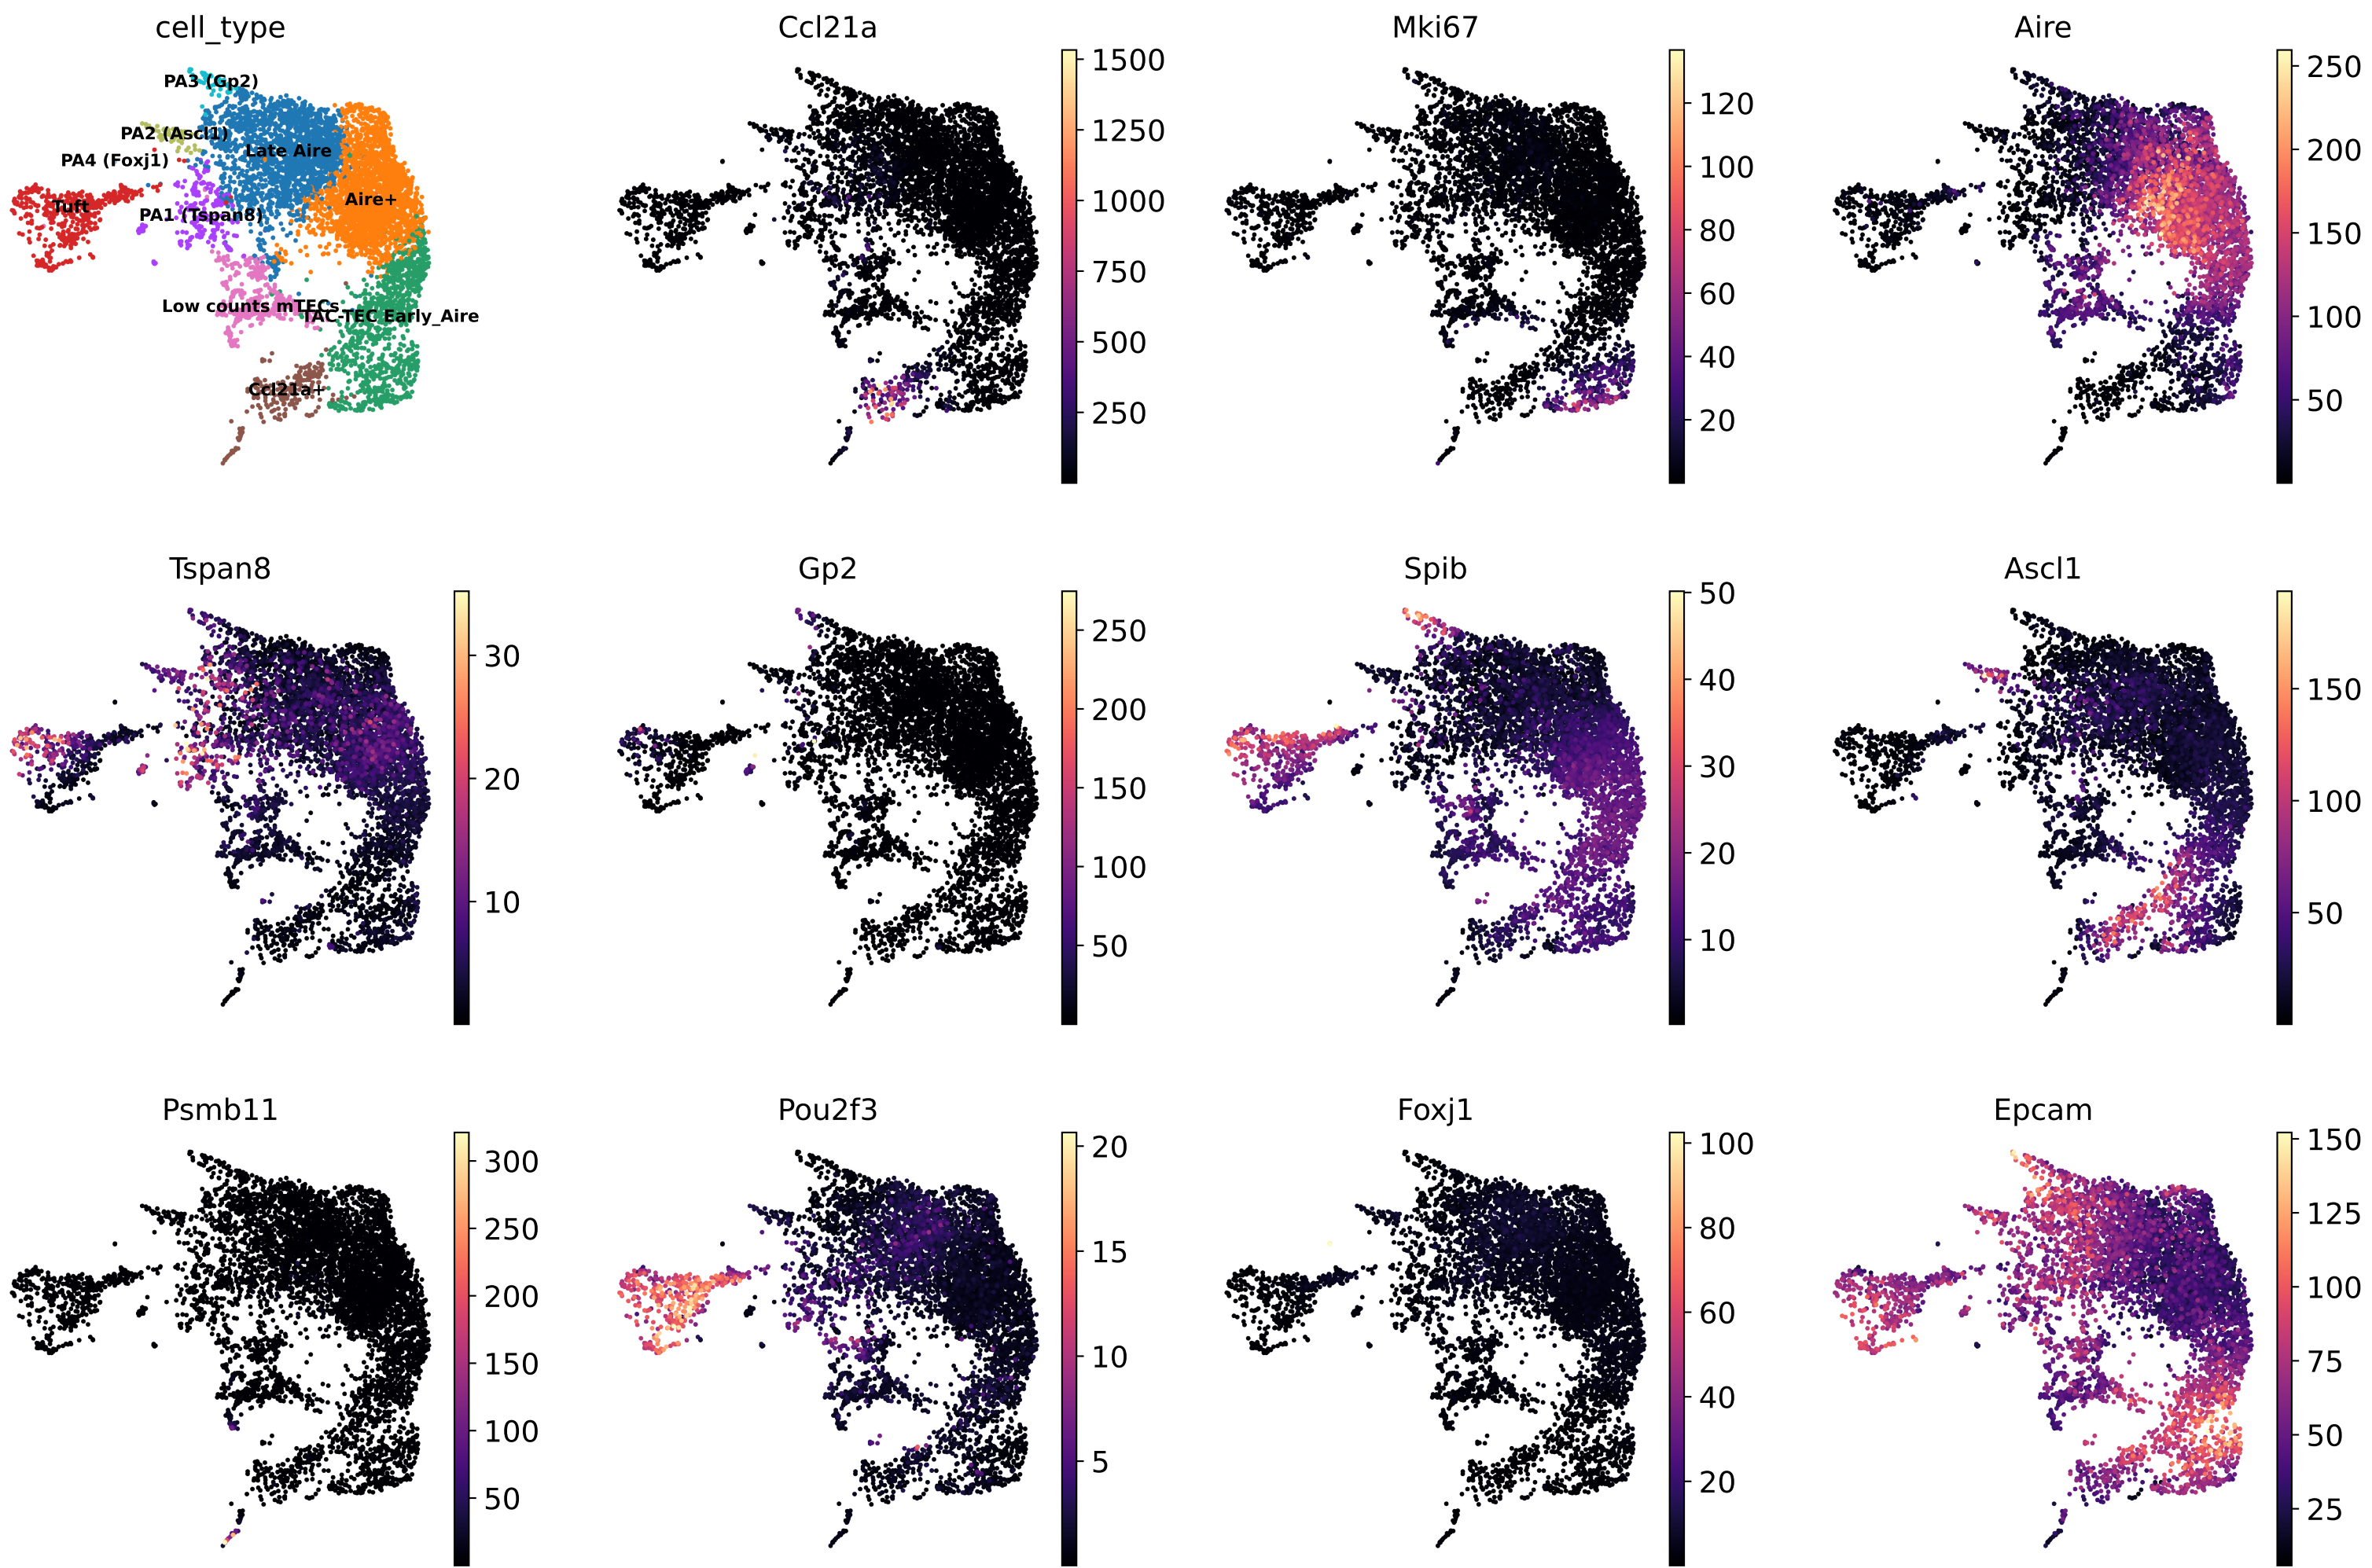 cell_type
PA3 (Gp2)
PA2 (Ascl1)
Late Aire
PA4 (Foxj1)
Tuft
PA1 (Tspan8)
Aire+
Low counts mTECs
TAC-TEC Early_Aire
Ccl21a+
Ccl21a
1500
1250
1000
750
500
250
Mki67
120
100
80
60
40
20
Aire
250
200
150
100
50
Tspan8
30
20
10
Gp2
250
200
150
100
50
Spib
50
40
30
20
10
Ascl1
150
100
50
Psmb11
300
250
200
150
100
50
Pou2f3
20
15
10
5
Foxj1
100
80
60
40
20
Epcam
150
125
100
75
50
25